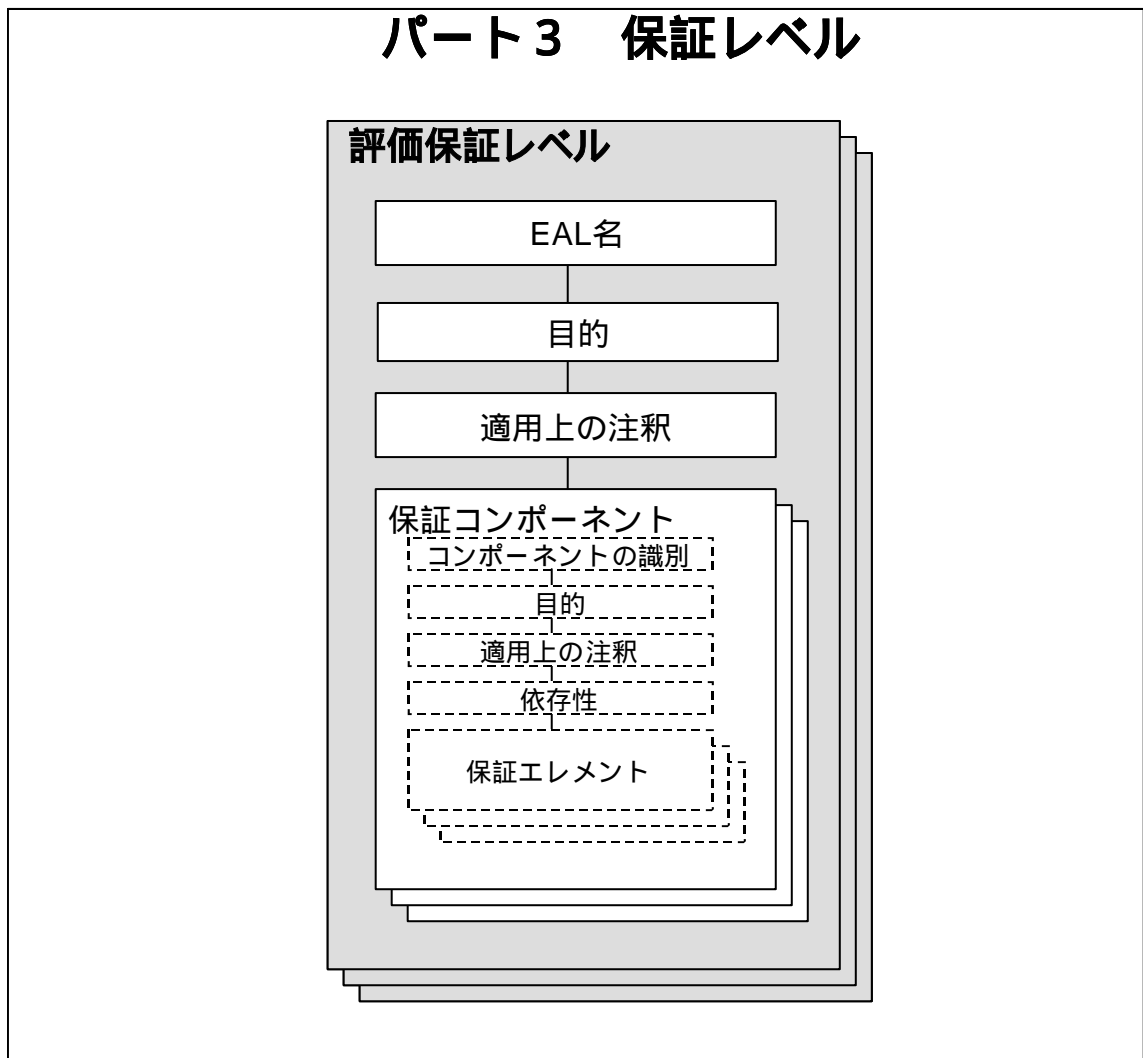 パート３　保証レベル
評価保証レベル
EAL名
目的
適用上の注釈
保証コンポーネント
コンポーネントの識別
目的
適用上の注釈
依存性
保証エレメント